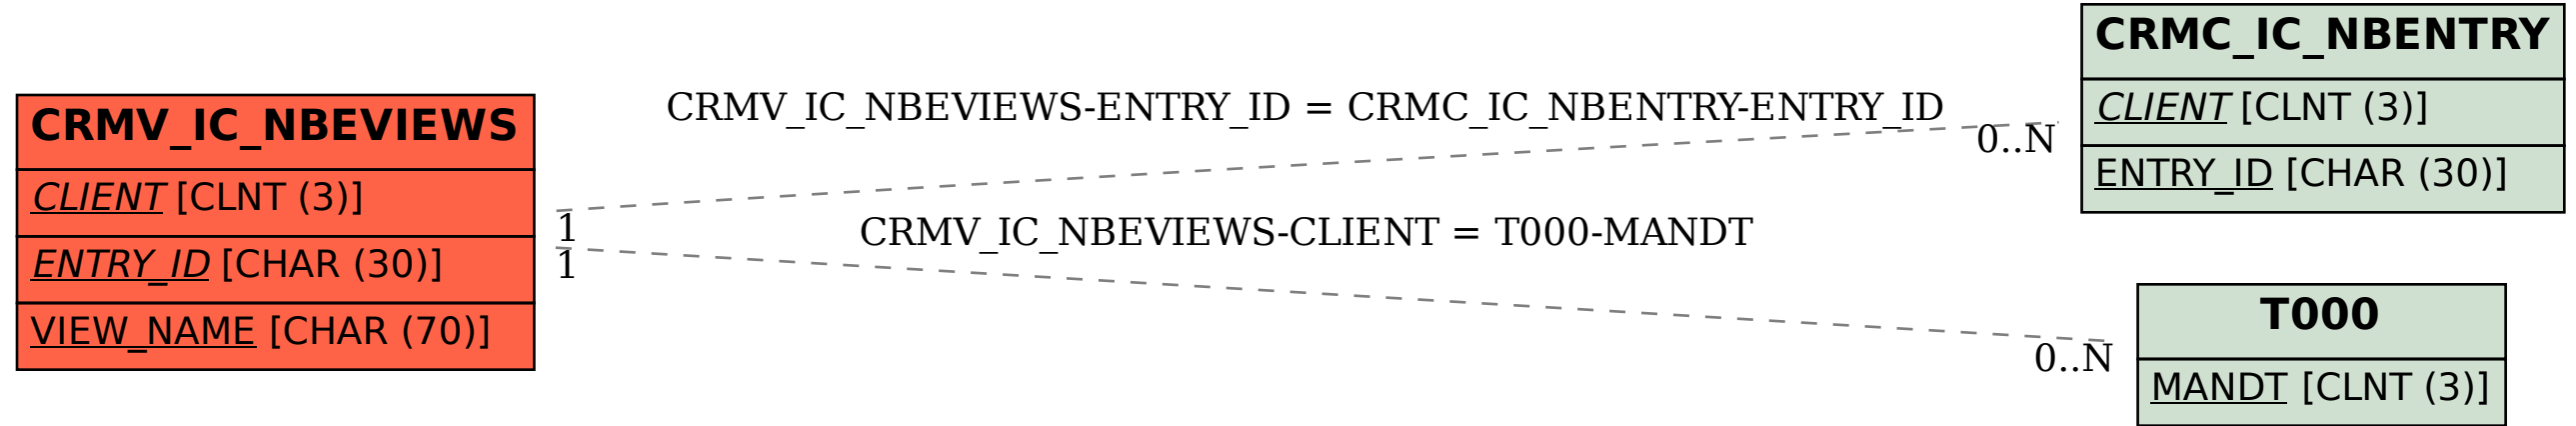 CRMV_IC_NBEVIEWS
CLIENT [CLNT (3)]
ENTRY_ID [CHAR (30)]
VIEW_NAME [CHAR (70)]
CRMV_IC_NBEVIEWS-ENTRY_ID = CRMC_IC_NBENTRY-ENTRY_ID
0..N
1
CRMV_IC_NBEVIEWS-CLIENT = T000-MANDT
1
0..N
CRMC_IC_NBENTRY
CLIENT [CLNT (3)]
ENTRY_ID [CHAR (30)]
T000
MANDT [CLNT (3)]